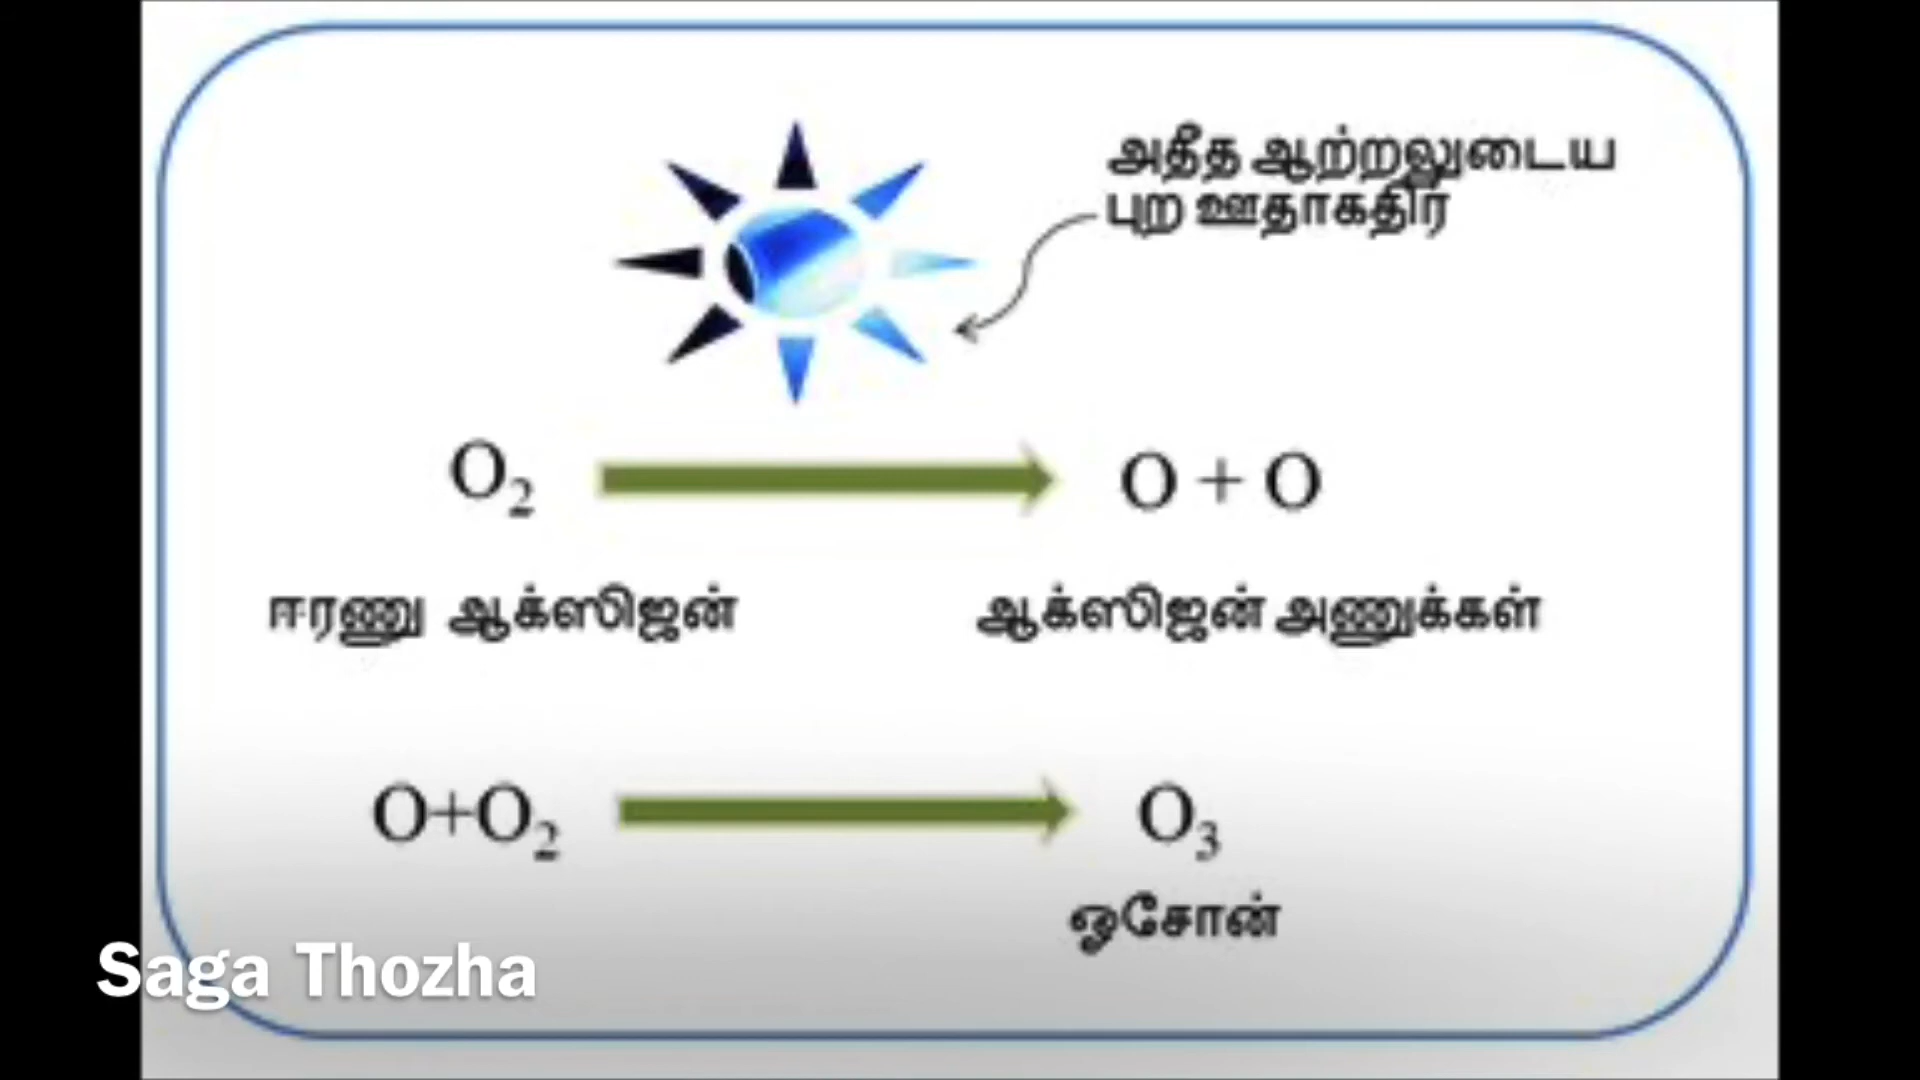 அதீத ஆற்றலுடைய
புற ஊதாகதிர்
O₂ → O + O
ஈரணு ஆக்ஸிஜன் ஆக்ஸிஜன் அணுக்கள்
O+O₂ → O₃
ஓசோன்
Saga Thozha